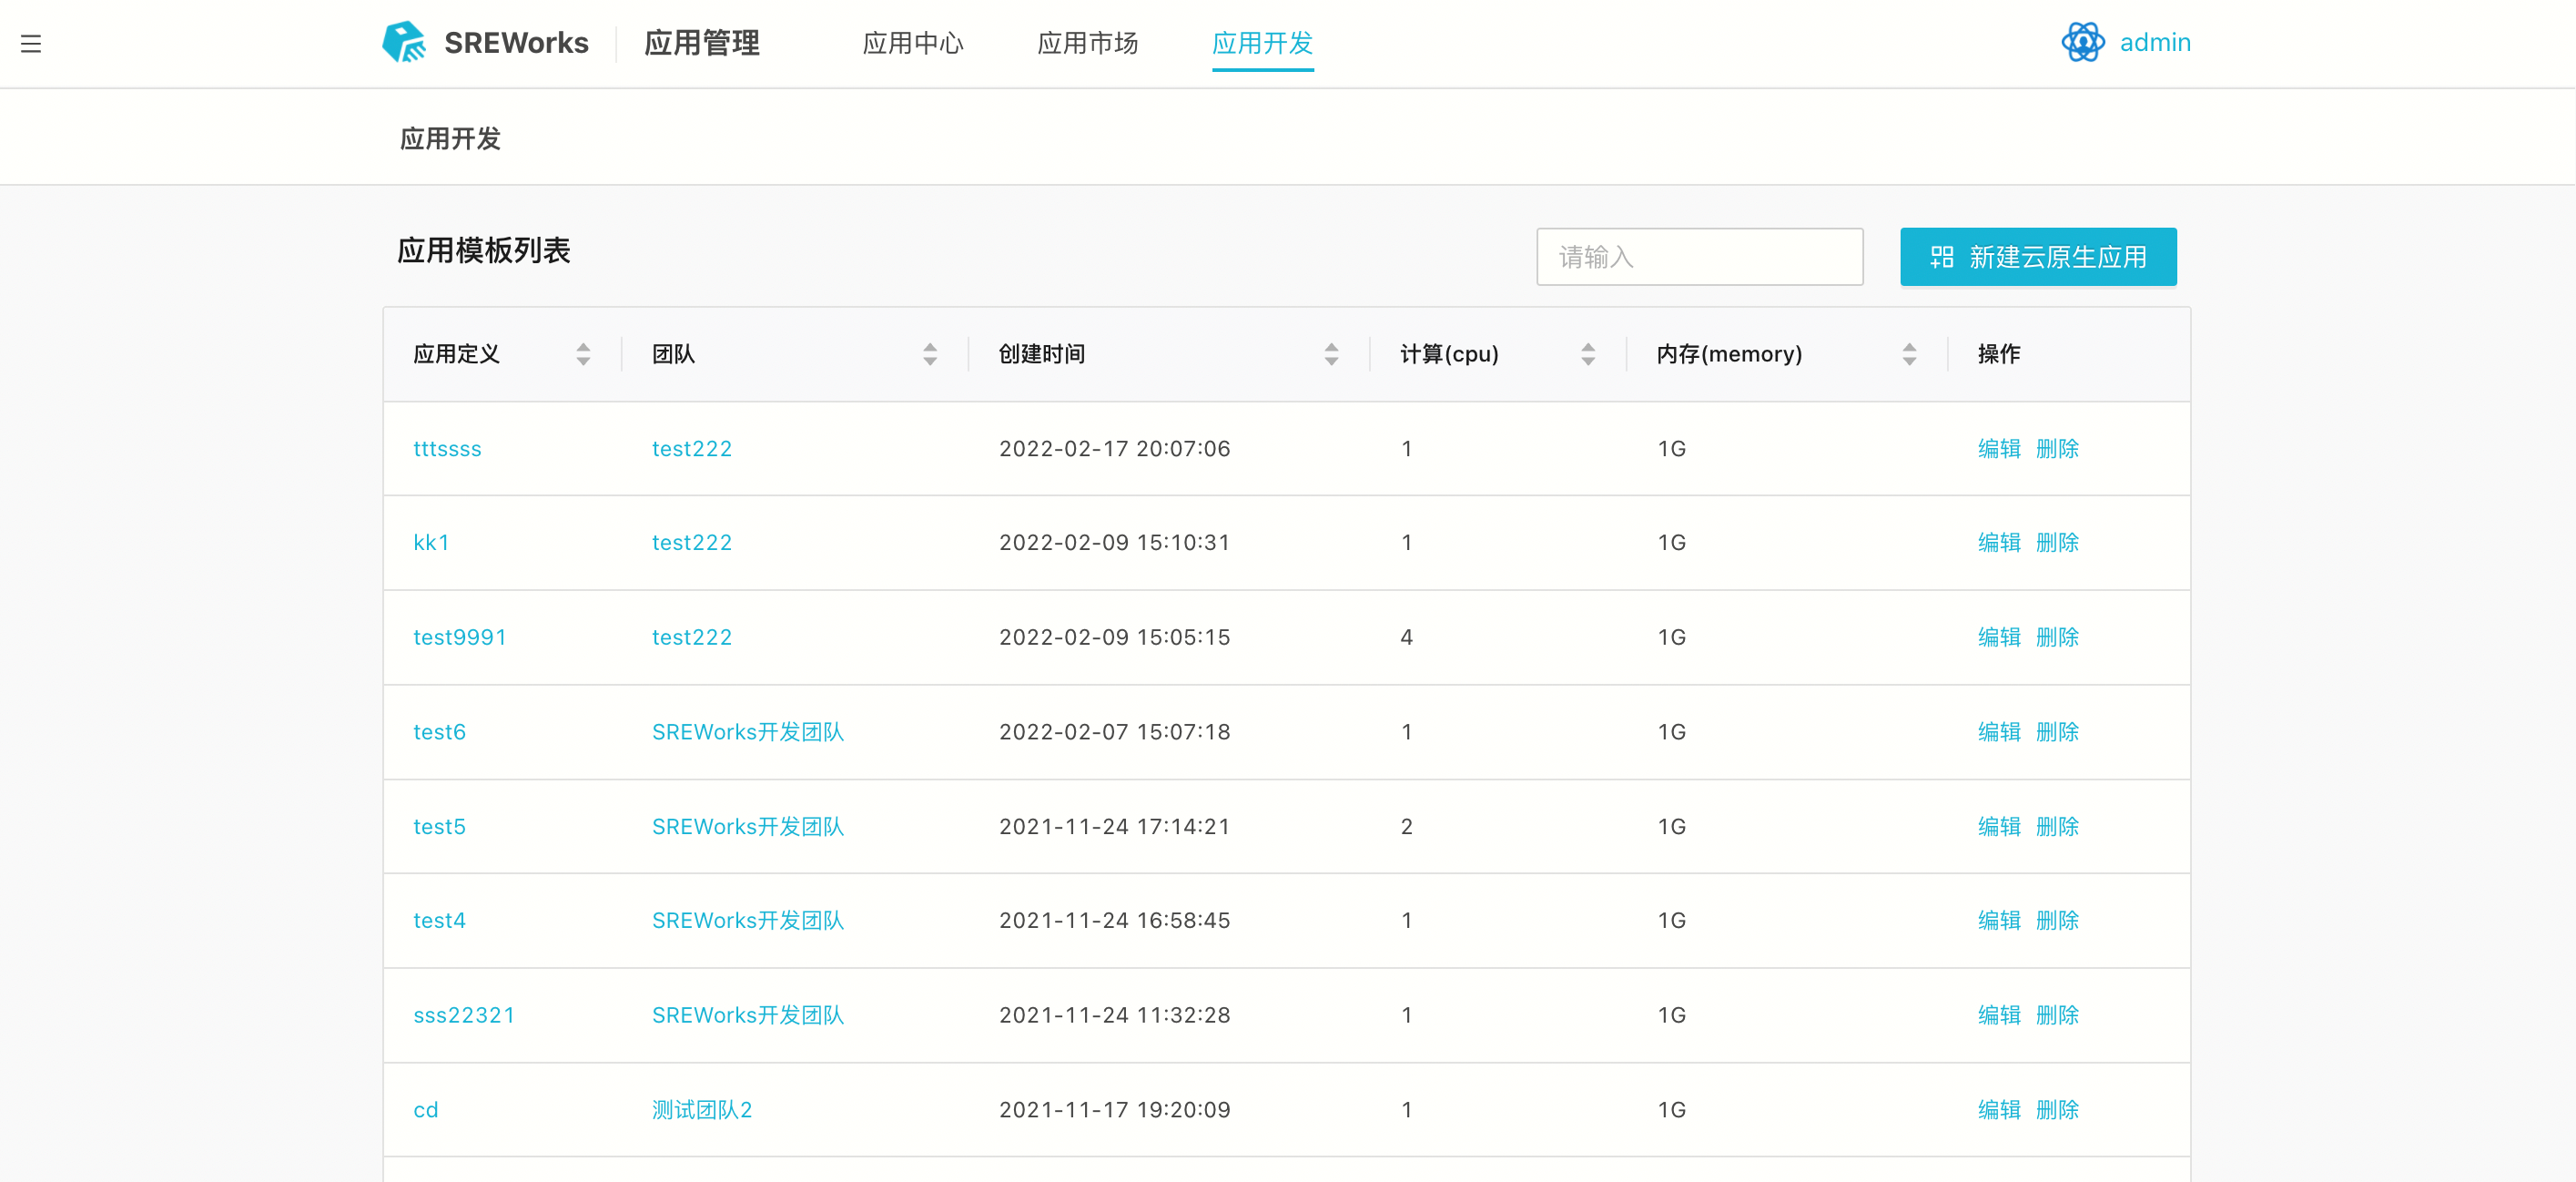 SREWorks 应用管理 应用中心 应用市场 应用开发 admin
应用开发
应用模板列表 请输入 新建云原生应用
应用定义 团队 创建时间 计算(cpu) 内存(memory) 操作
tttssss test222 2022-02-17 20:07:06 1 1G 编辑 删除
kk1 test222 2022-02-09 15:10:31 1 1G 编辑 删除
test9991 test222 2022-02-09 15:05:15 4 1G 编辑 删除
test6 SREWorks开发团队 2022-02-07 15:07:18 1 1G 编辑 删除
test5 SREWorks开发团队 2021-11-24 17:14:21 2 1G 编辑 删除
test4 SREWorks开发团队 2021-11-24 16:58:45 1 1G 编辑 删除
sss22321 SREWorks开发团队 2021-11-24 11:32:28 1 1G 编辑 删除
cd 测试团队2 2021-11-17 19:20:09 1 1G 编辑 删除